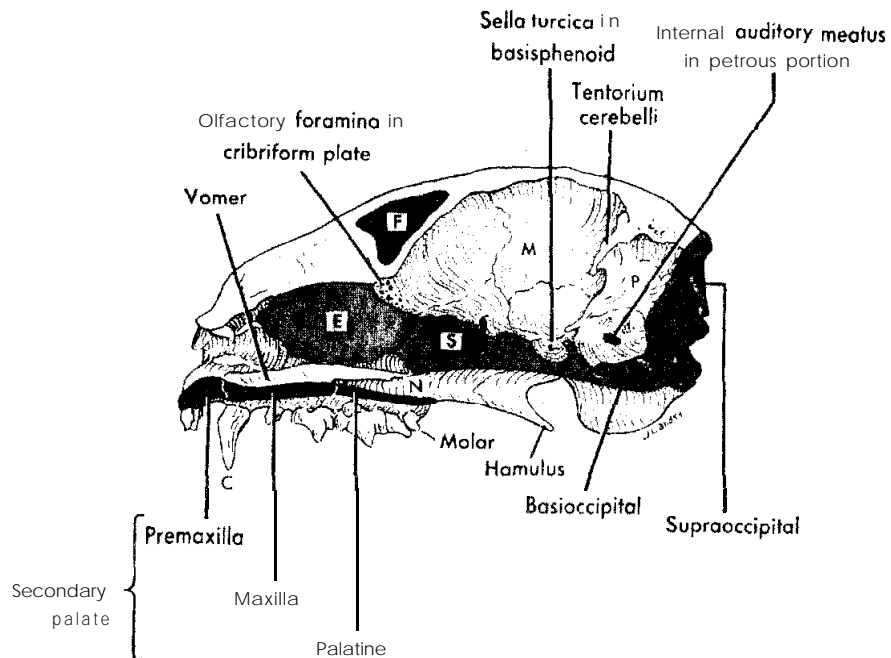 Sella turcica in
basisphenoid
Internal auditory meatus
in petrous portion
Tentorium
cerebelli
Olfactory foramina in
cribriform plate
Vomer
F
M
P
E
S
N
Molar
Hamulus
C
Basioccipital
Supraoccipital
Premaxilla
Secondary
palate
Maxilla
Palatine